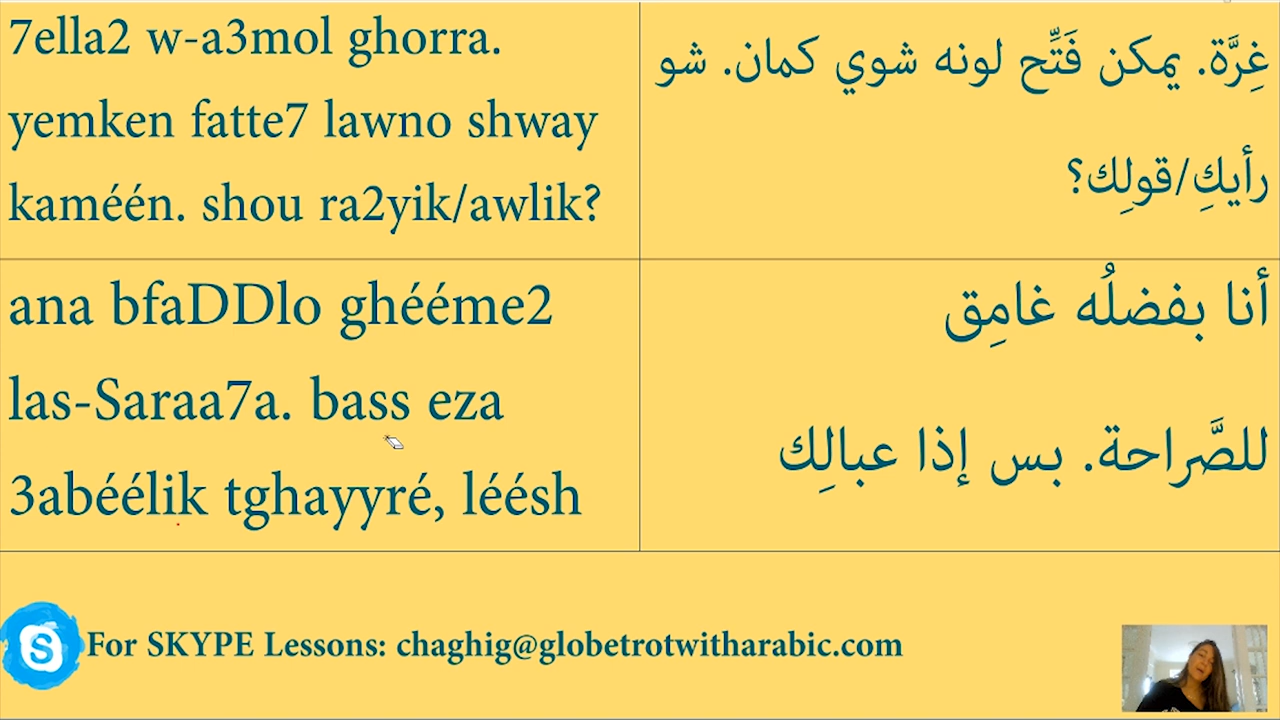 7ella2 w-a3mol ghorra.
yemken fatte7 lawno shway
kaméén. shou ra2yik/awlik?
غِرَّة. يمكن فَتِّح لونه شوي كمان. شو
رأيكِ/قولِك؟
ana bfaDDlo ghééme2
las-Saraa7a. bass eza
3abéélik tghayyré, léésh
أنا بفضلُه غامِق
للصَّراحة. بس إذا عبالِك
For SKYPE Lessons: chaghig@globetrotwitharabic.com